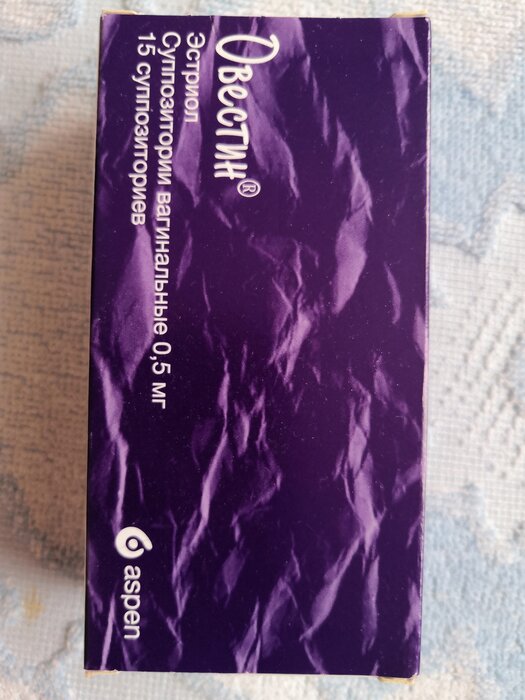 Овестин®
Эстриол
Суппозитории вагинальные 0,5 мг
15 суппозиториев
aspen